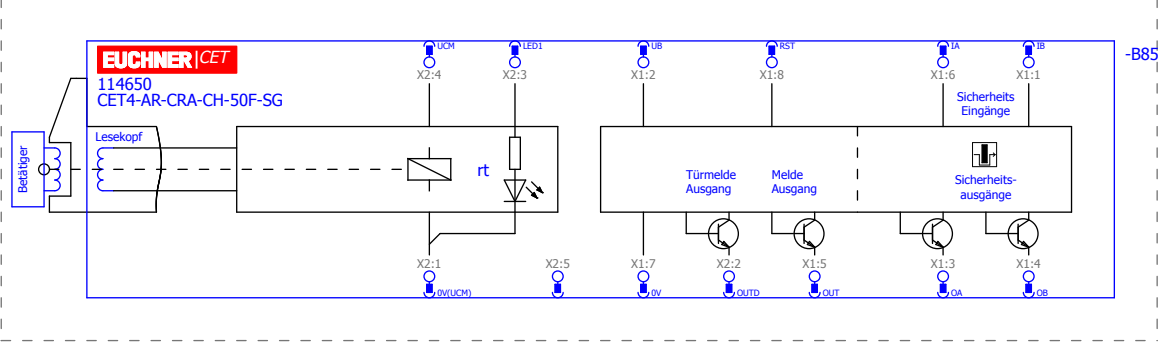 UCM
LED1
UB
RST
IA
IB
-B85
EUCHNER CET
X2:4
X2:3
X1:2
X1:8
X1:6
X1:1
114650
CET4-AR-CRA-CH-50F-SG
Sicherheits
Eingänge
Lesekopf
Betätiger
rt
Türmelde
Ausgang
Melde
Ausgang
Sicherheits-
ausgänge
X2:1
X2:5
X1:7
X2:2
X1:5
X1:3
X1:4
0V(UCM)
0V
OUTD
OUT
OA
OB